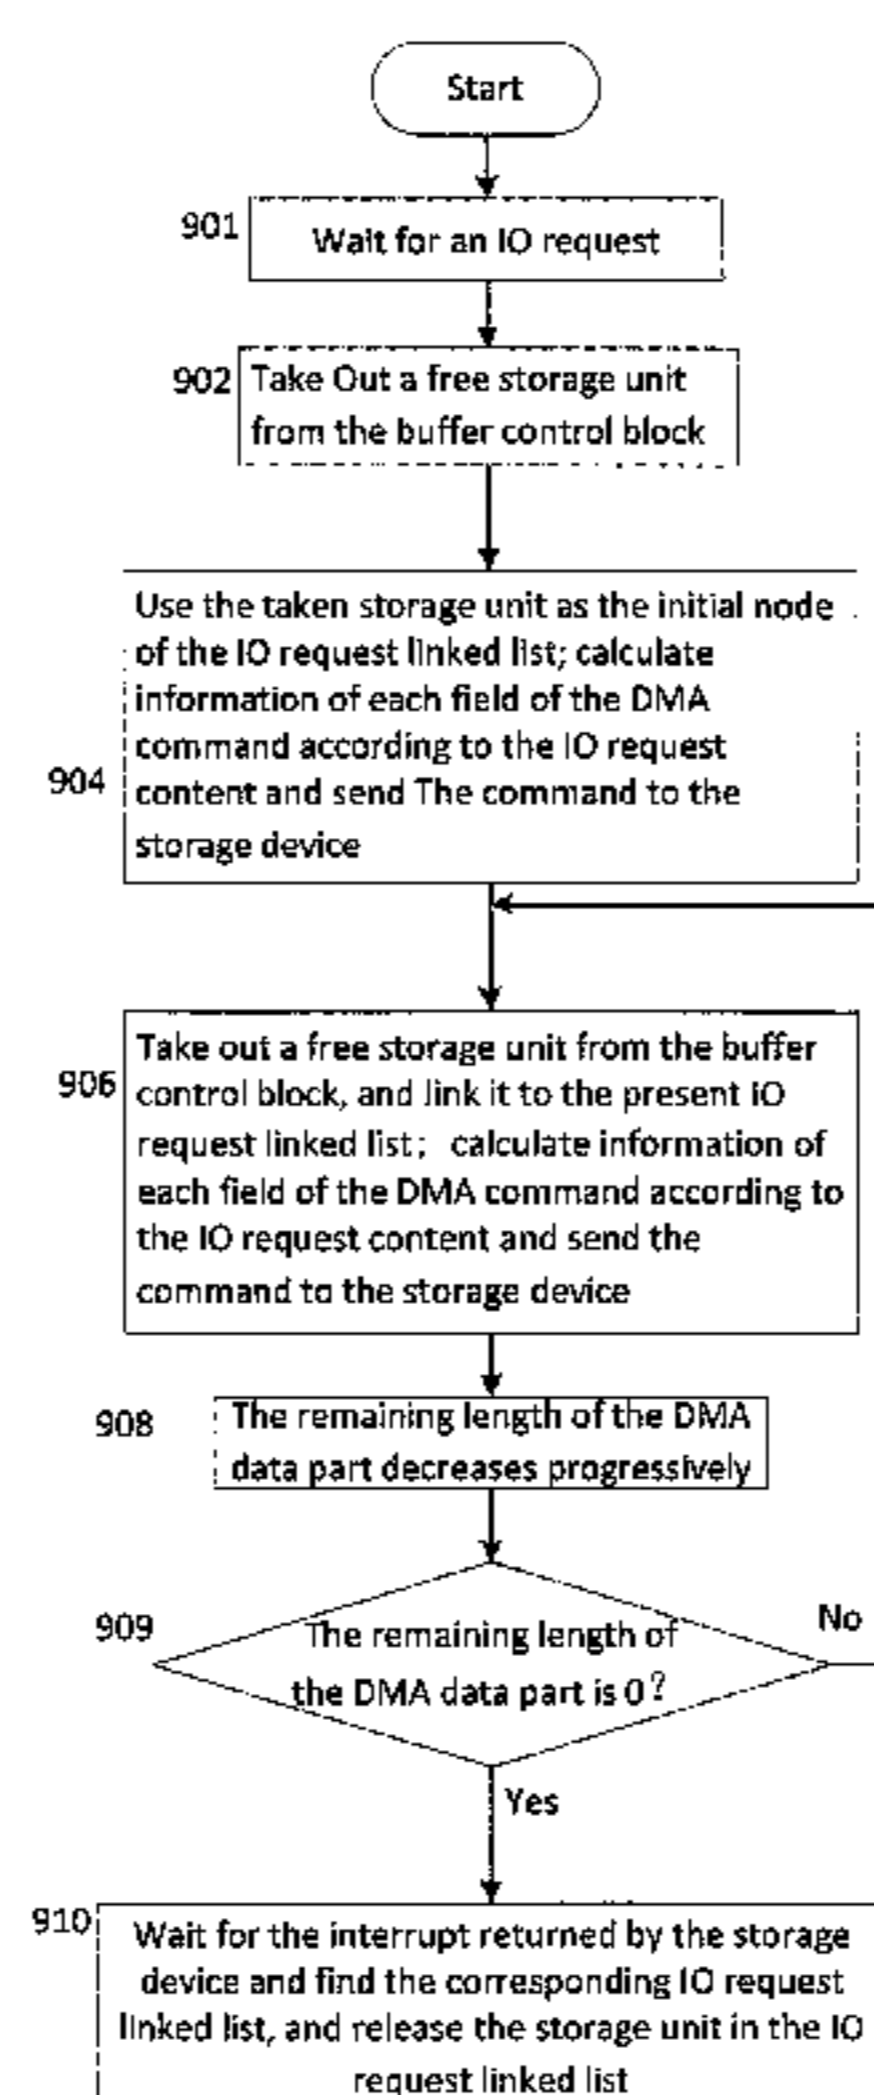 Start
901
Wait for an IO request
902
Take Out a free storage unit
from the buffer control block
Use the taken storage unit as the initial node
of the IO request linked list; calculate
information of each field of the DMA
command according to the IO request
904
content and send The command to the
storage device
Take out a free storage unit from the buffer
906
control block, and link it to the present IO
request linked list; calculate information of
each field of the DMA command according to
the IO request content and send the
command to the storage device
908
The remaining length of the DMA
data part decreases progressively
909
The remaining length of
the DMA data part is 0?
No
Yes
910
Wait for the interrupt returned by the storage
device and find the corresponding IO request
linked list, and release the storage unit in the IO
request linked list